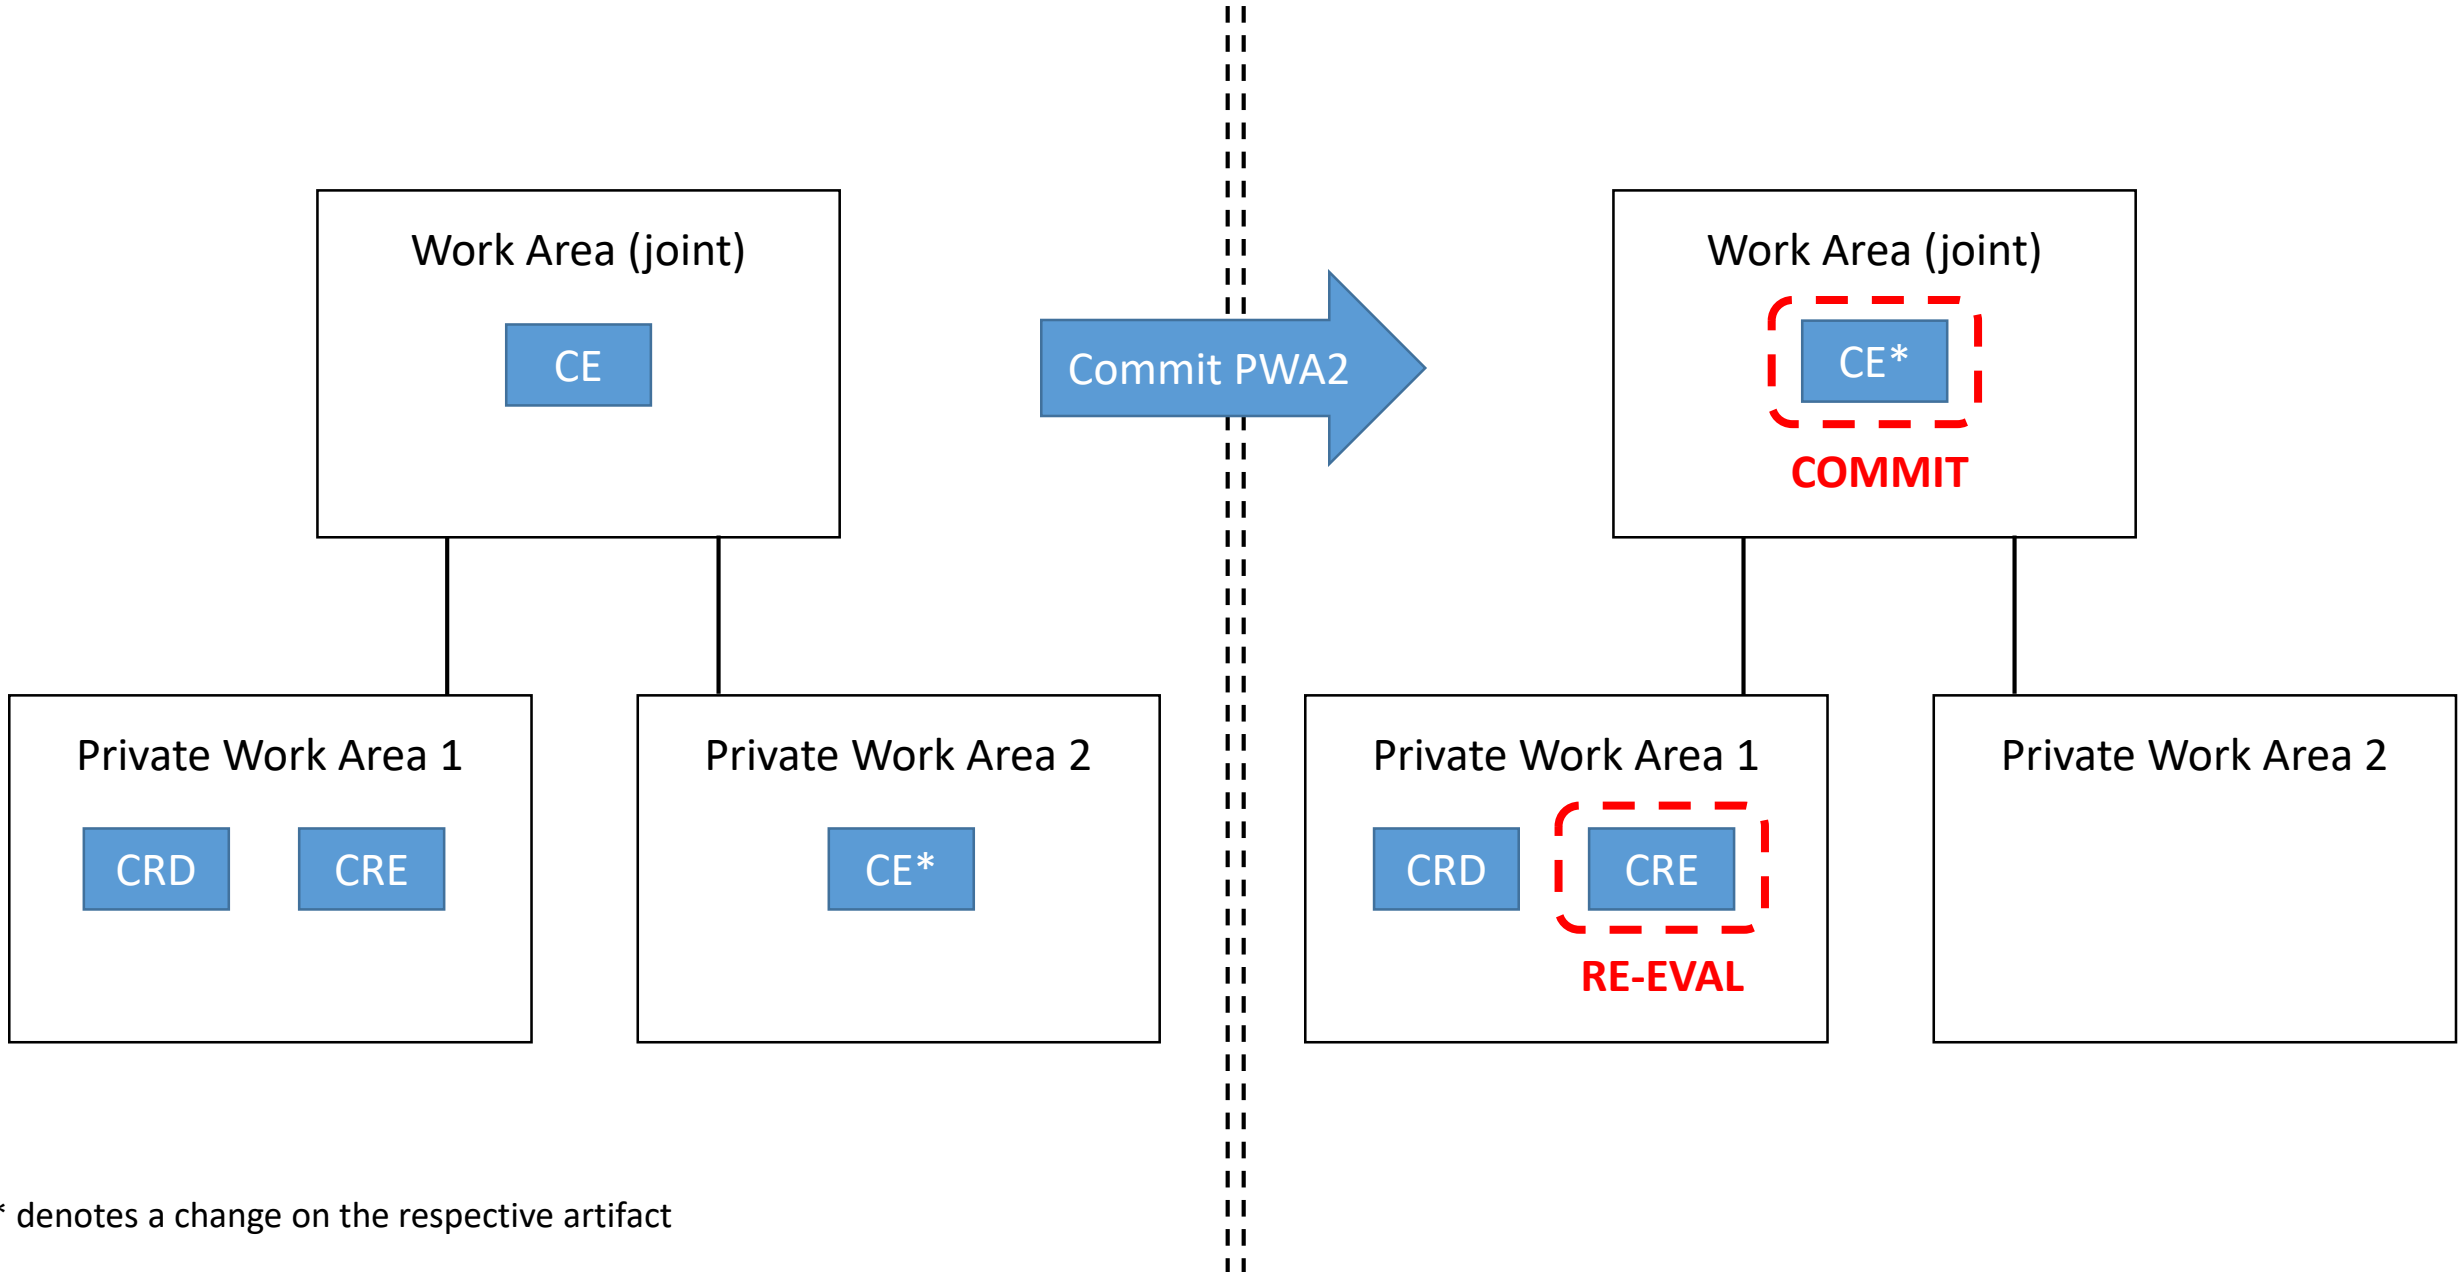 Work Area (joint)
CE
Private Work Area 1
CRD
CRE
Private Work Area 2
CE*
Commit PWA2
Work Area (joint)
CE*
COMMIT
Private Work Area 1
CRD
CRE
RE-EVAL
Private Work Area 2
* denotes a change on the respective artifact